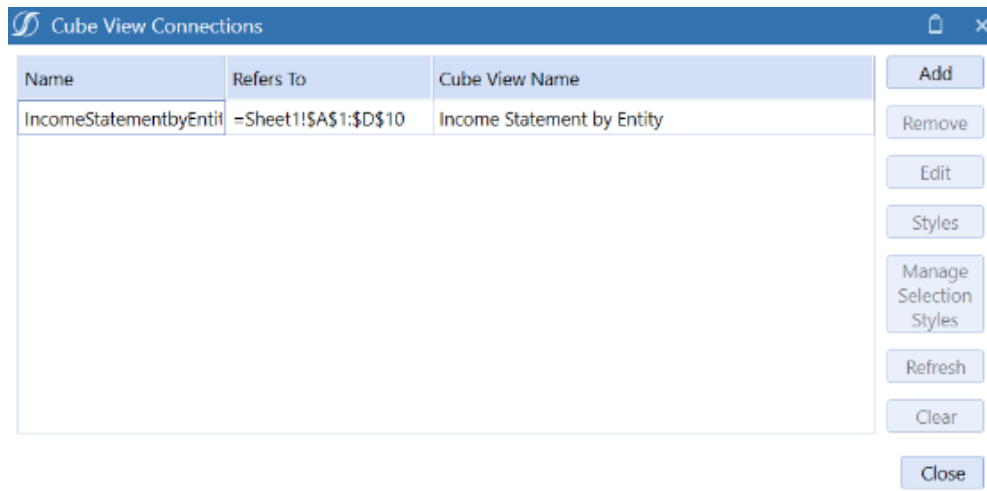 Cube View Connections
Name Refers To Cube View Name
IncomeStatementbyEntit =Sheet1!$A$1:$D$10 Income Statement by Entity
Add
Remove
Edit
Styles
Manage
Selection
Styles
Refresh
Clear
Close